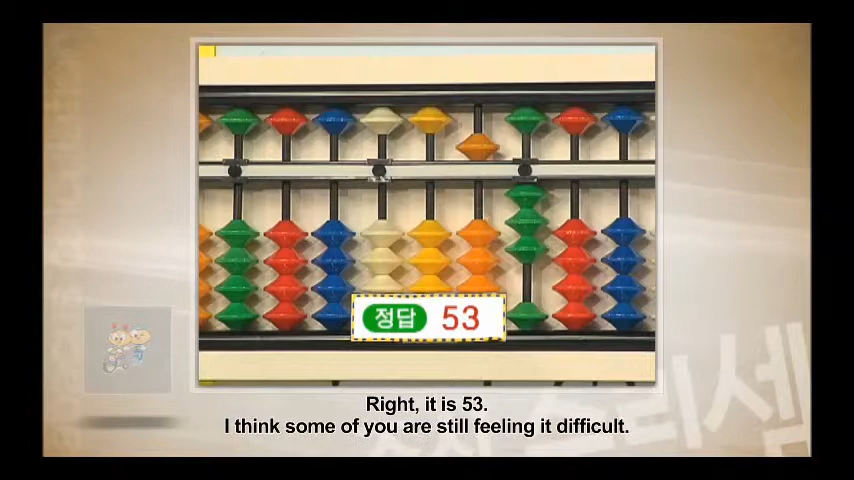 정답 53
Right, it is 53.
I think some of you are still feeling it difficult.